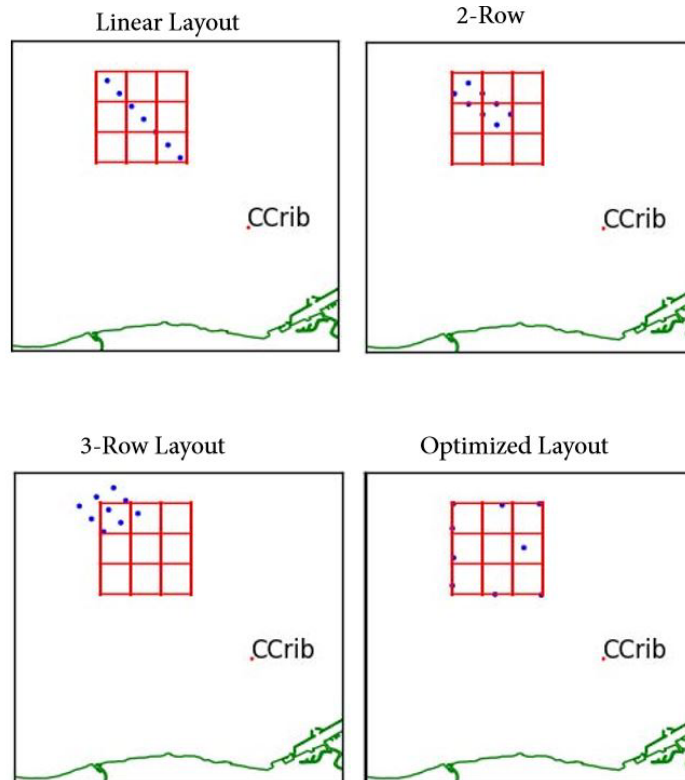 Linear Layout
2-Row
CCrib
CCrib
3-Row Layout
Optimized Layout
CCrib
CCrib